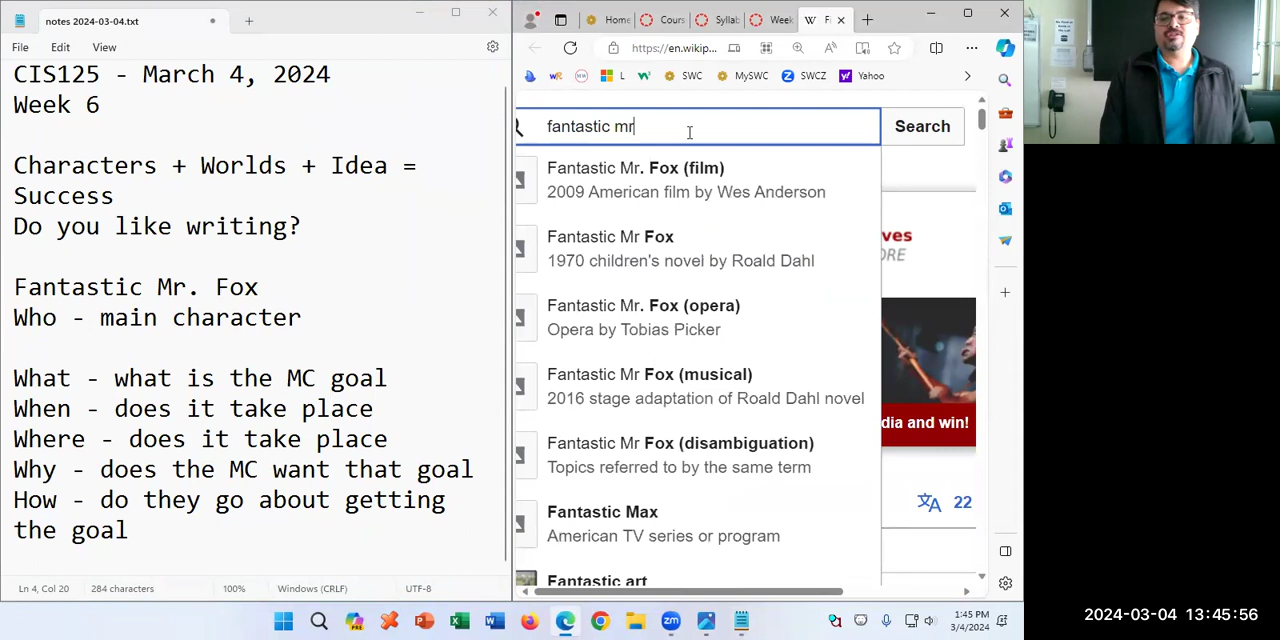 notes 2024-03-04.txt
File Edit View
CIS125 - March 4, 2024
Week 6
Characters + Worlds + Idea =
Success
Do you like writing?
Fantastic Mr. Fox
Who - main character
What - what is the MC goal
When - does it take place
Where - does it take place
Why - does the MC want that goal
How - do they go about getting
the goal
Ln 4, Col 20 284 characters 100% Windows (CRLF) UTF-8
Home Cours Syllab Week F
https://en.wikip...
wR L SWC MySWC SWCZ Yahoo
fantastic mr
Search
Fantastic Mr. Fox (film)
2009 American film by Wes Anderson
Fantastic Mr Fox
1970 children's novel by Roald Dahl
Fantastic Mr. Fox (opera)
Opera by Tobias Picker
Fantastic Mr Fox (musical)
2016 stage adaptation of Roald Dahl novel
Fantastic Mr Fox (disambiguation)
Topics referred to by the same term
Fantastic Max
American TV series or program
Fantastic art
ves
ORE
dia and win!
22
1:45 PM
3/4/2024
2024-03-04 13:45:56